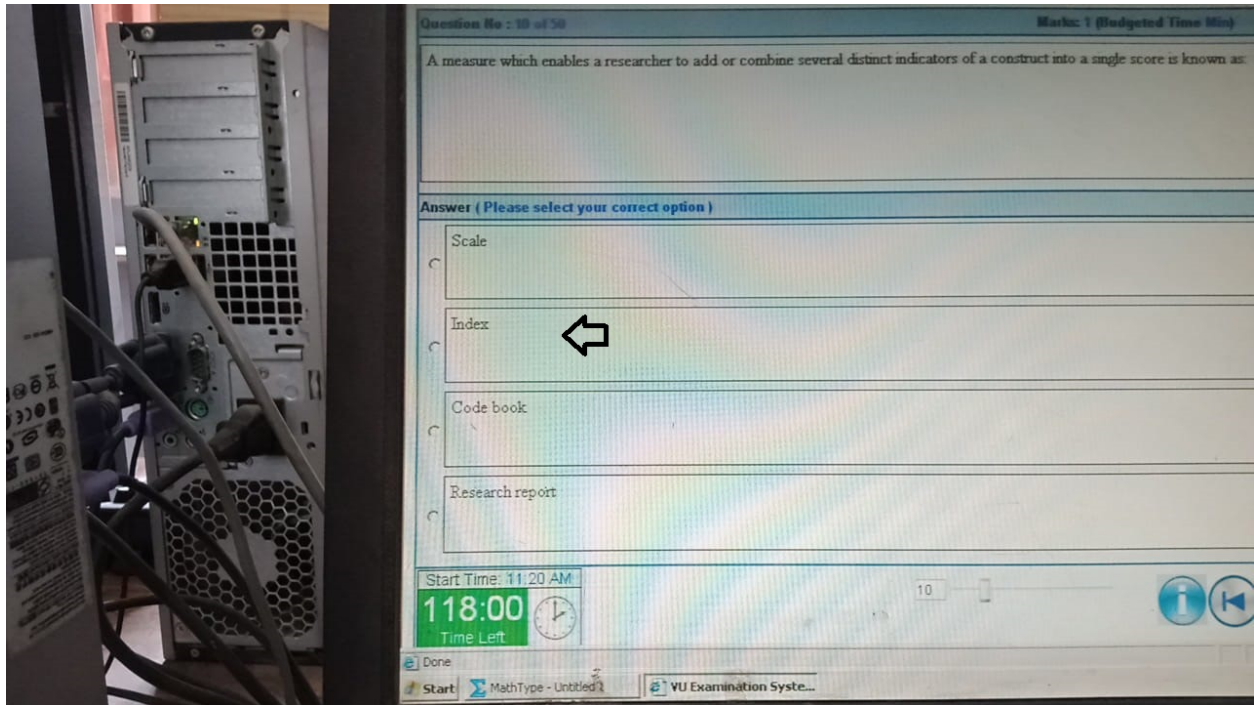 Question No : 10 of 50
Marks: 1 (Budgeted Time Min)
A measure which enables a researcher to add or combine several distinct indicators of a construct into a single score is known as:
Answer ( Please select your correct option )
Scale
Index
Code book
Research report
Start Time: 11:20 AM
118:00
Time Left
10
Done
Start
MathType - Untitled 2
VU Examination Syste...